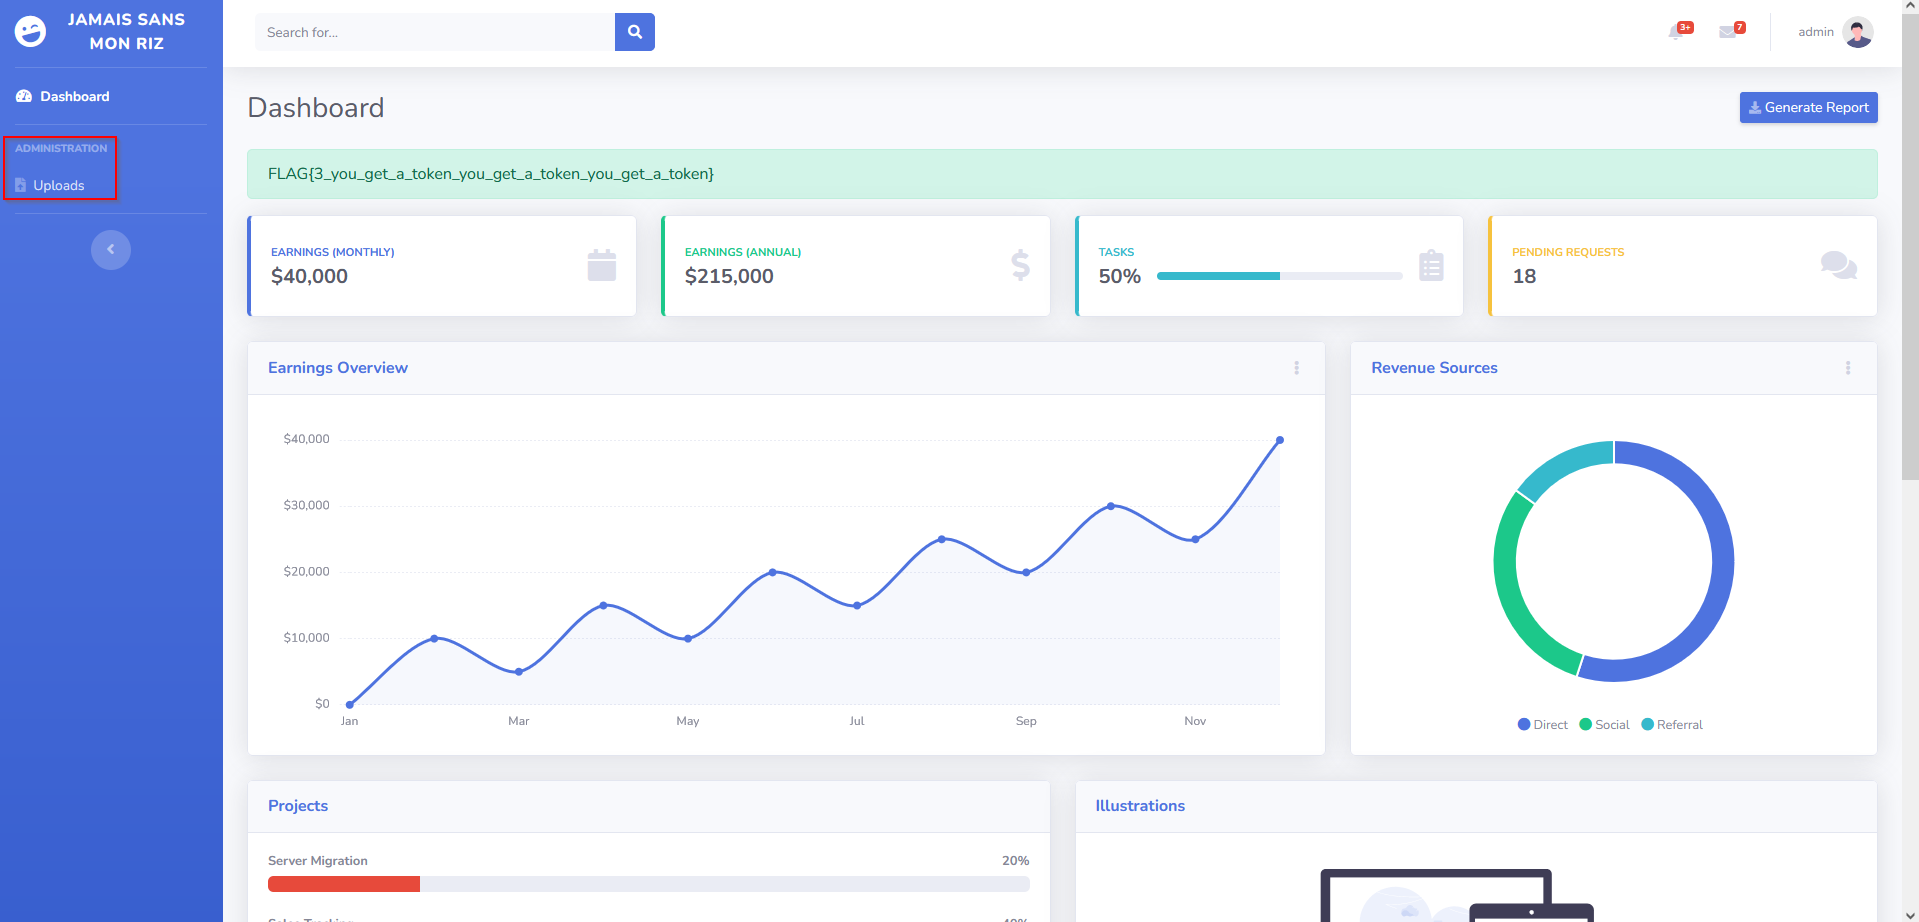 JAMAIS SANS
MON RIZ
Dashboard
ADMINISTRATION
Uploads
Search for...
3+
7
admin
Dashboard
Generate Report
FLAG{3_you_get_a_token_you_get_a_token_you_get_a_token}
EARNINGS (MONTHLY)
$40,000
EARNINGS (ANNUAL)
$215,000
TASKS
50%
PENDING REQUESTS
18
Earnings Overview
$40,000
$30,000
$20,000
$10,000
$0
Jan Mar May Jul Sep Nov
Revenue Sources
Direct Social Referral
Projects
Server Migration 20%
Illustrations